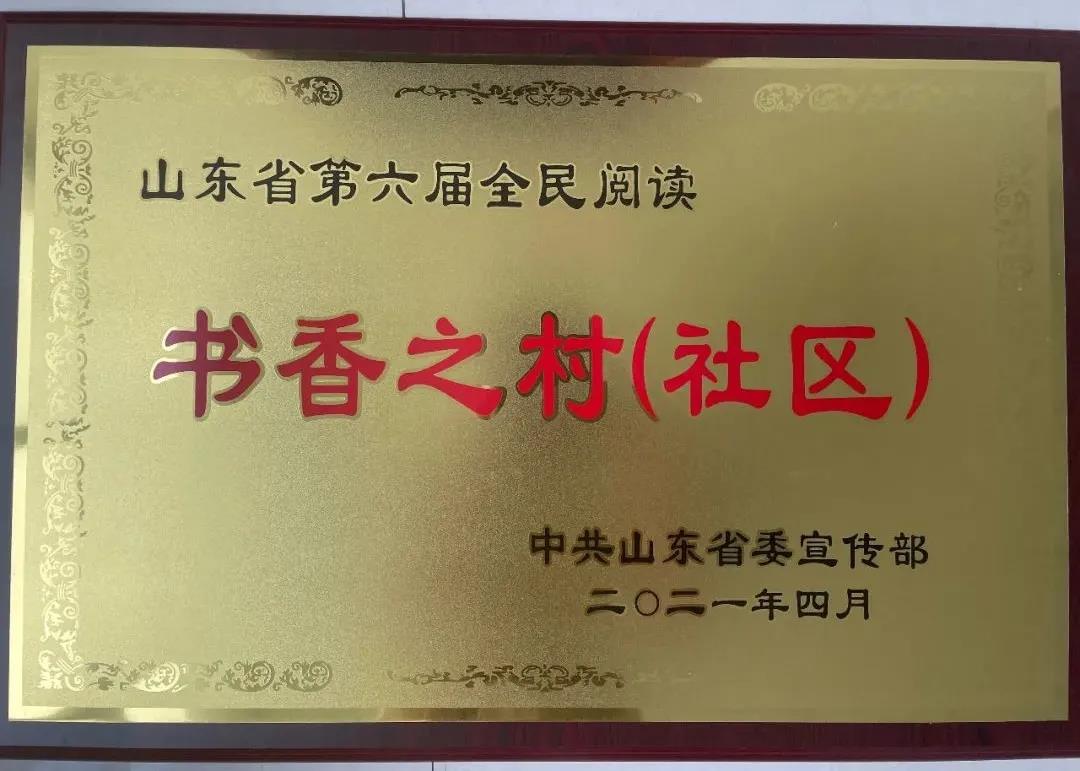 山东省第六届全民阅读
书香之村(社区)
中共山东省委宣传部
二〇二一年四月